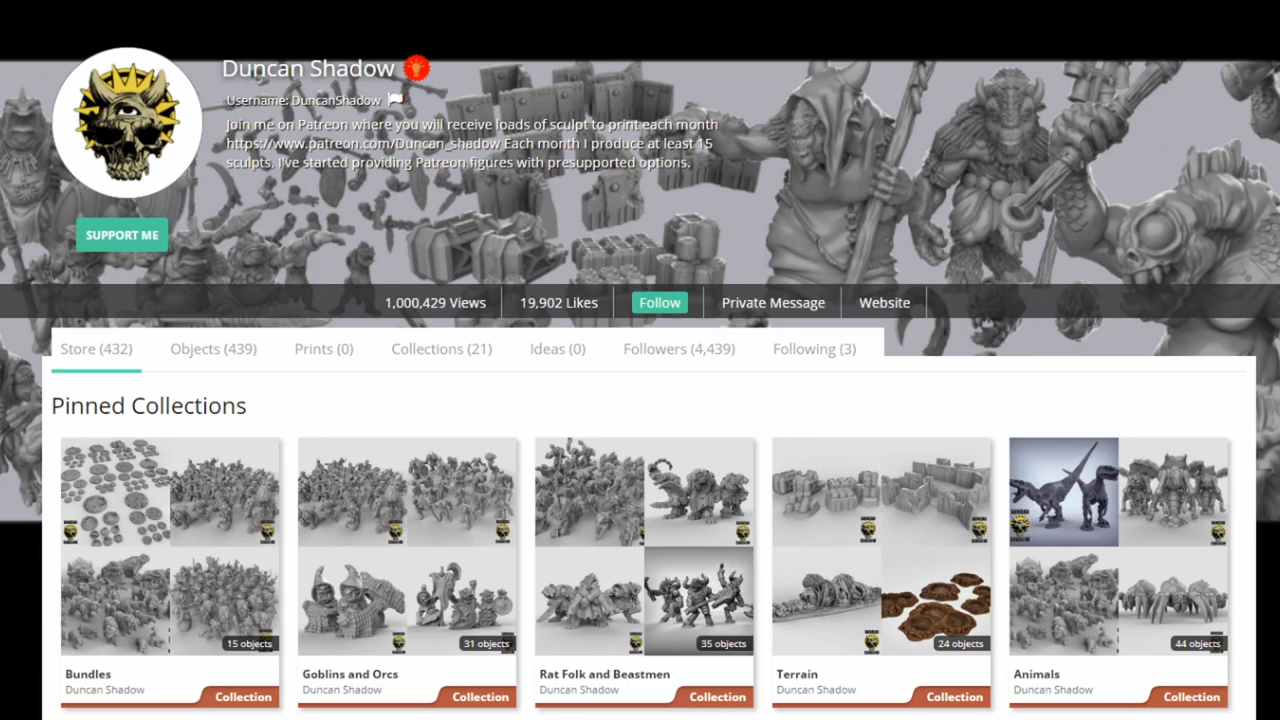 Duncan Shadow
Username: DuncanShadow
Join me on Patreon where you will receive loads of sculpt to print each month
https://www.patreon.com/Duncan_shadow Each month I produce at least 15
sculpts. I've started providing Patreon figures with presupported options.
SUPPORT ME
1,000,429 Views 19,902 Likes Follow Private Message Website
Store (432) Objects (439) Prints (0) Collections (21) Ideas (0) Followers (4,439) Following (3)
Pinned Collections
15 objects 31 objects 35 objects 24 objects 44 objects
Bundles Goblins and Orcs Rat Folk and Beastmen Terrain Animals
Duncan Shadow Duncan Shadow Duncan Shadow Duncan Shadow Duncan Shadow
Collection Collection Collection Collection Collection